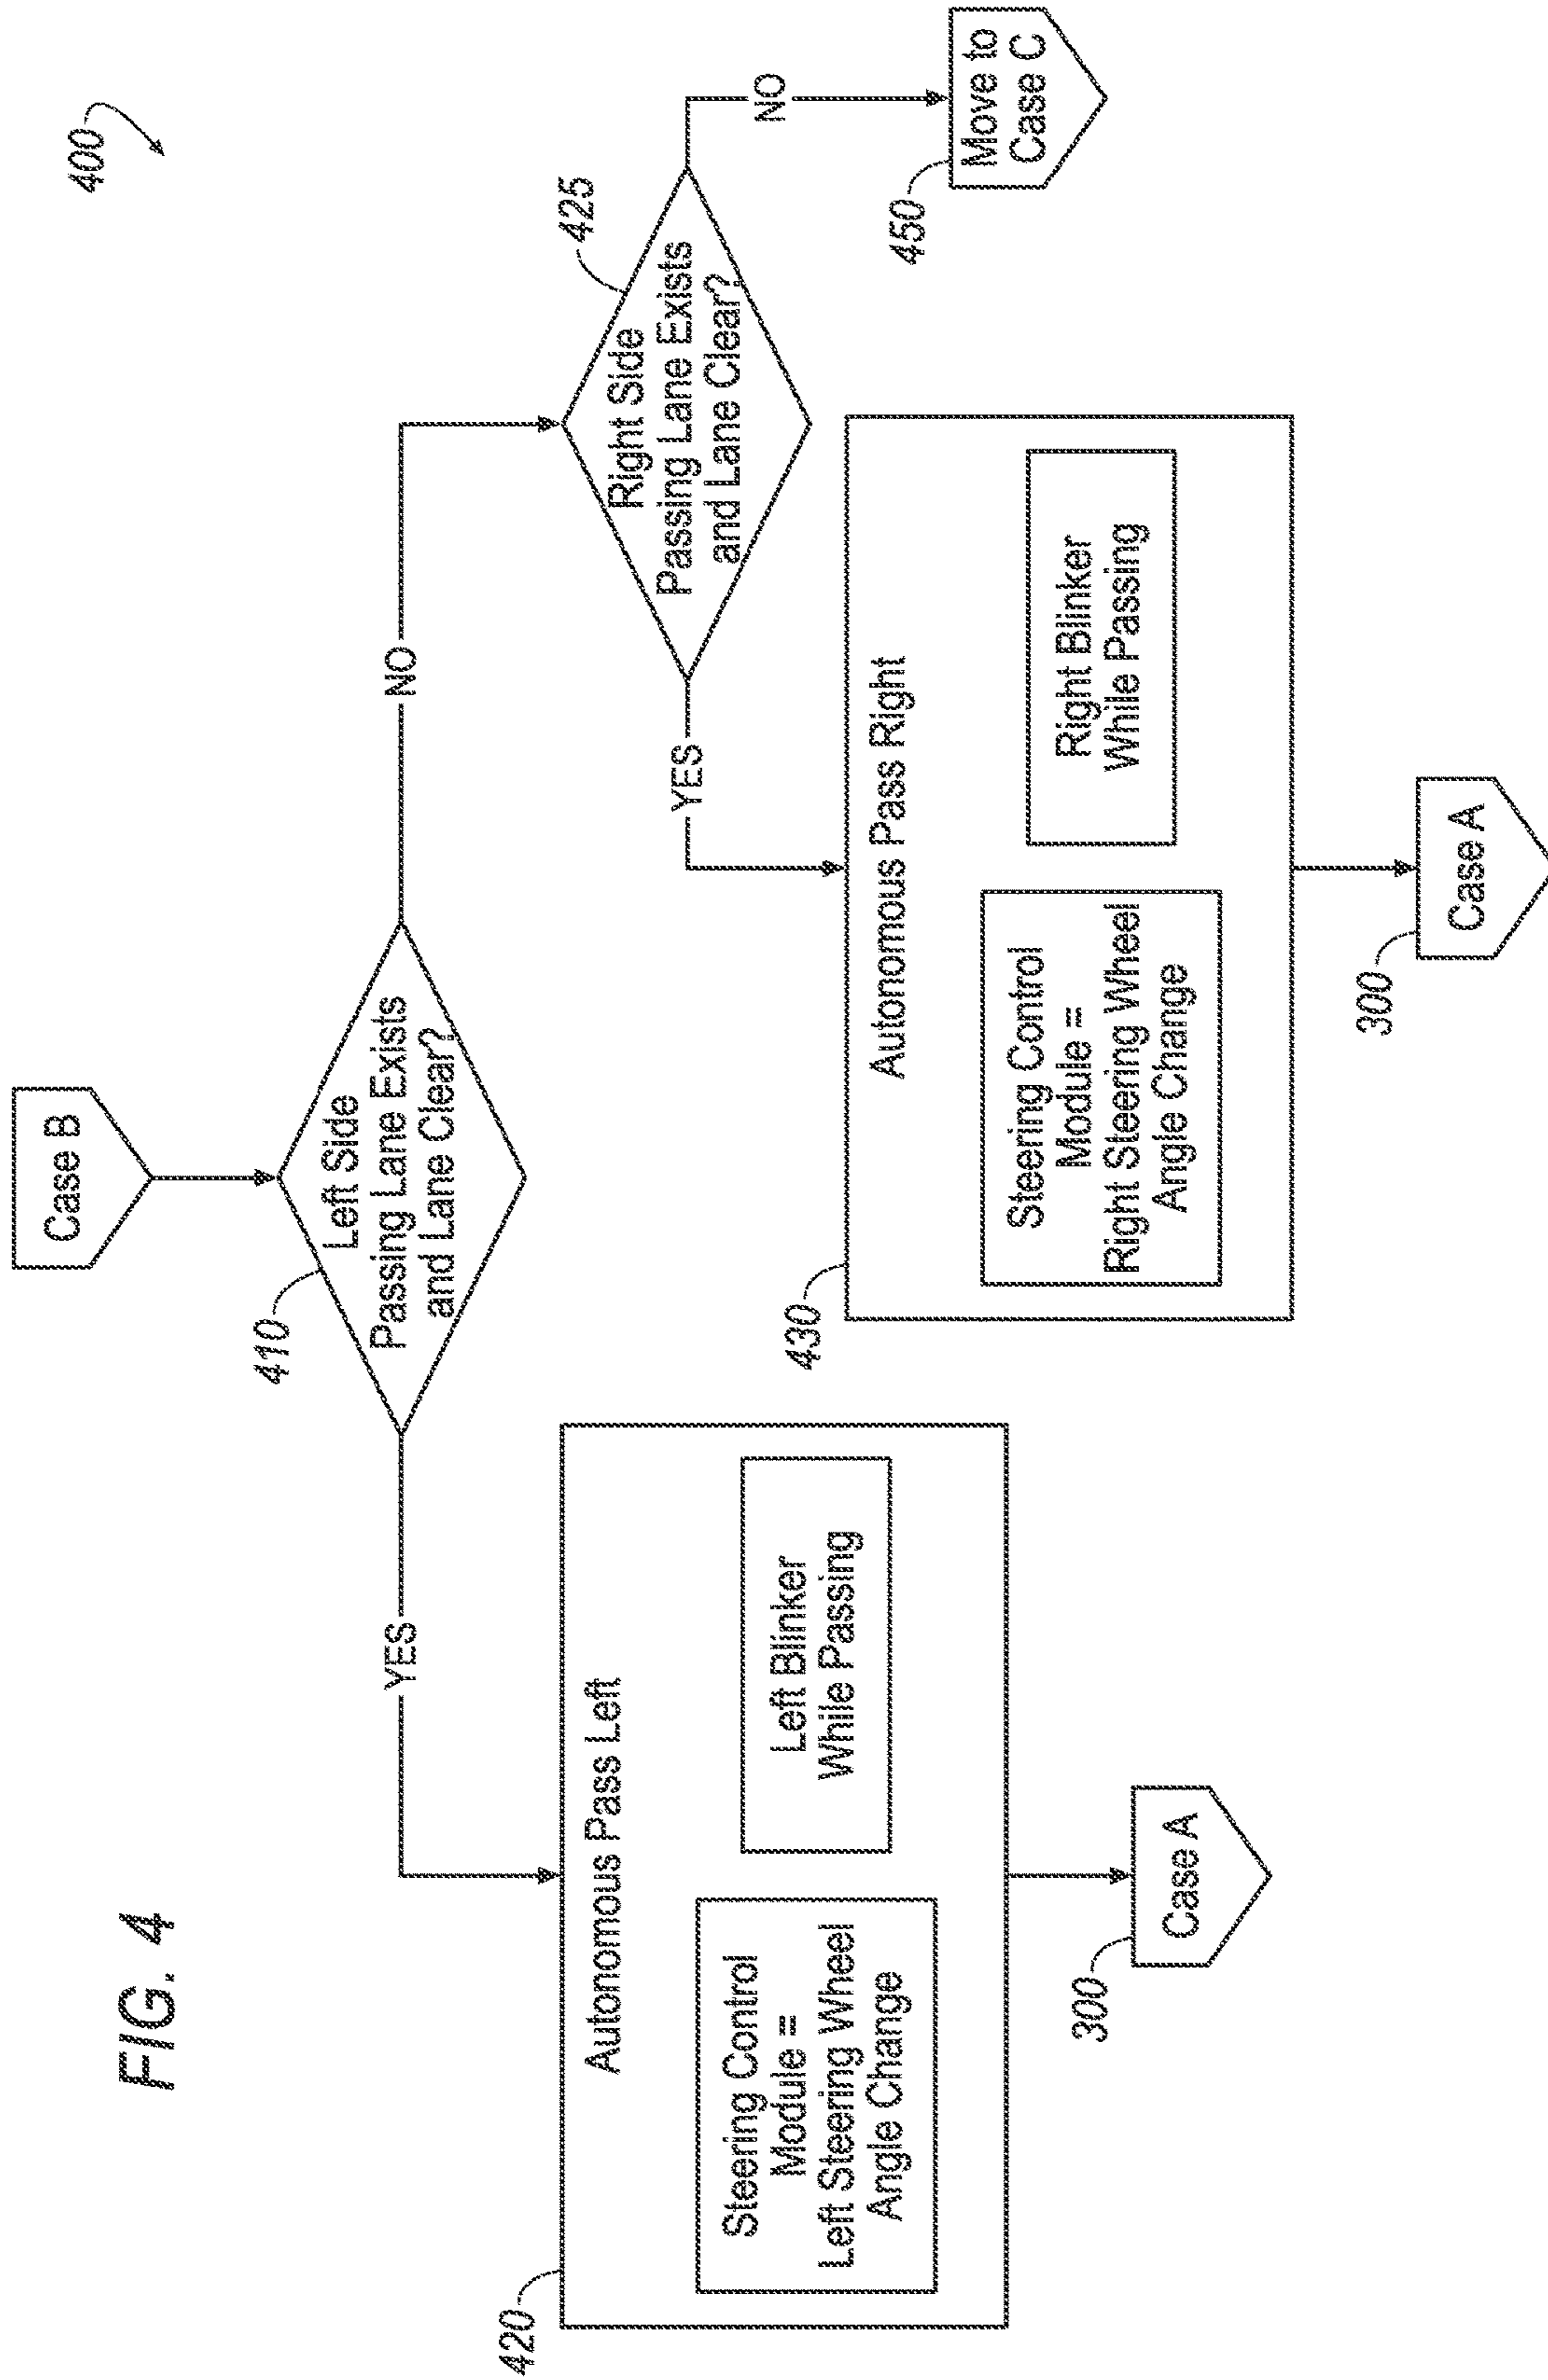 FIG. 4
400
Case B
410
Left Side
Passing Lane Exists
and Lane Clear?
YES
NO
420
Autonomous Pass Left
Steering Control
Module =
Left Steering Wheel
Angle Change
Left Blinker
While Passing
300
Case A
425
Right Side
Passing Lane Exists
and Lane Clear?
YES
NO
430
Autonomous Pass Right
Steering Control
Module =
Right Steering Wheel
Angle Change
Right Blinker
While Passing
300
Case A
450
Move to
Case C